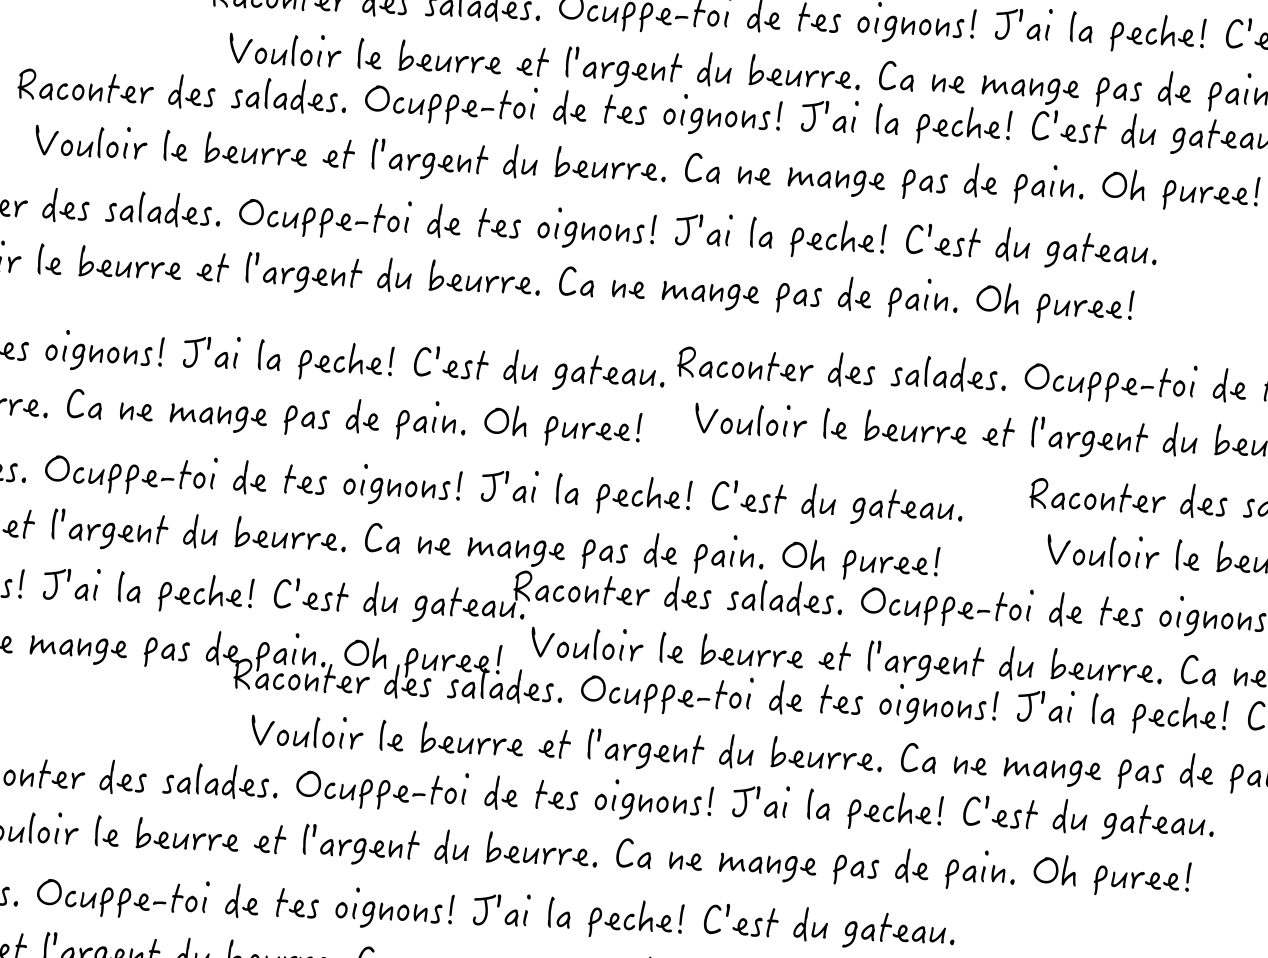 Raconter des salades. Ocuppe-toi de tes oignons! J'ai la peche!
Vouloir le beurre et l'argent du beurre. Ca ne mange pas de pain
Raconter des salades. Ocuppe-toi de tes oignons! J'ai la peche! C'est du gateau
Vouloir le beurre et l'argent du beurre. Ca ne mange pas de pain. Oh puree!
er des salades. Ocuppe-toi de tes oignons! J'ai la peche! C'est du gateau.
ir le beurre et l'argent du beurre. Ca ne mange pas de pain. Oh puree!
es oignons! J'ai la peche! C'est du gateau. Raconter des salades. Ocuppe-toi de
rre. Ca ne mange pas de pain. Oh puree! Vouloir le beurre et l'argent du beu
es. Ocuppe-toi de tes oignons! J'ai la peche! C'est du gateau. Raconter des sa
et l'argent du beurre. Ca ne mange pas de pain. Oh puree! Vouloir le beu
s! J'ai la peche! C'est du gateau. Raconter des salades. Ocuppe-toi de tes oignons
e mange pas de pain. Oh puree! Vouloir le beurre et l'argent du beurre. Ca ne
Raconter des salades. Ocuppe-toi de tes oignons! J'ai la peche! C
Vouloir le beurre et l'argent du beurre. Ca ne mange pas de pai
onter des salades. Ocuppe-toi de tes oignons! J'ai la peche! C'est du gateau.
ouloir le beurre et l'argent du beurre. Ca ne mange pas de pain. Oh puree!
s. Ocuppe-toi de tes oignons! J'ai la peche! C'est du gateau.
et l'argent du beurre. C